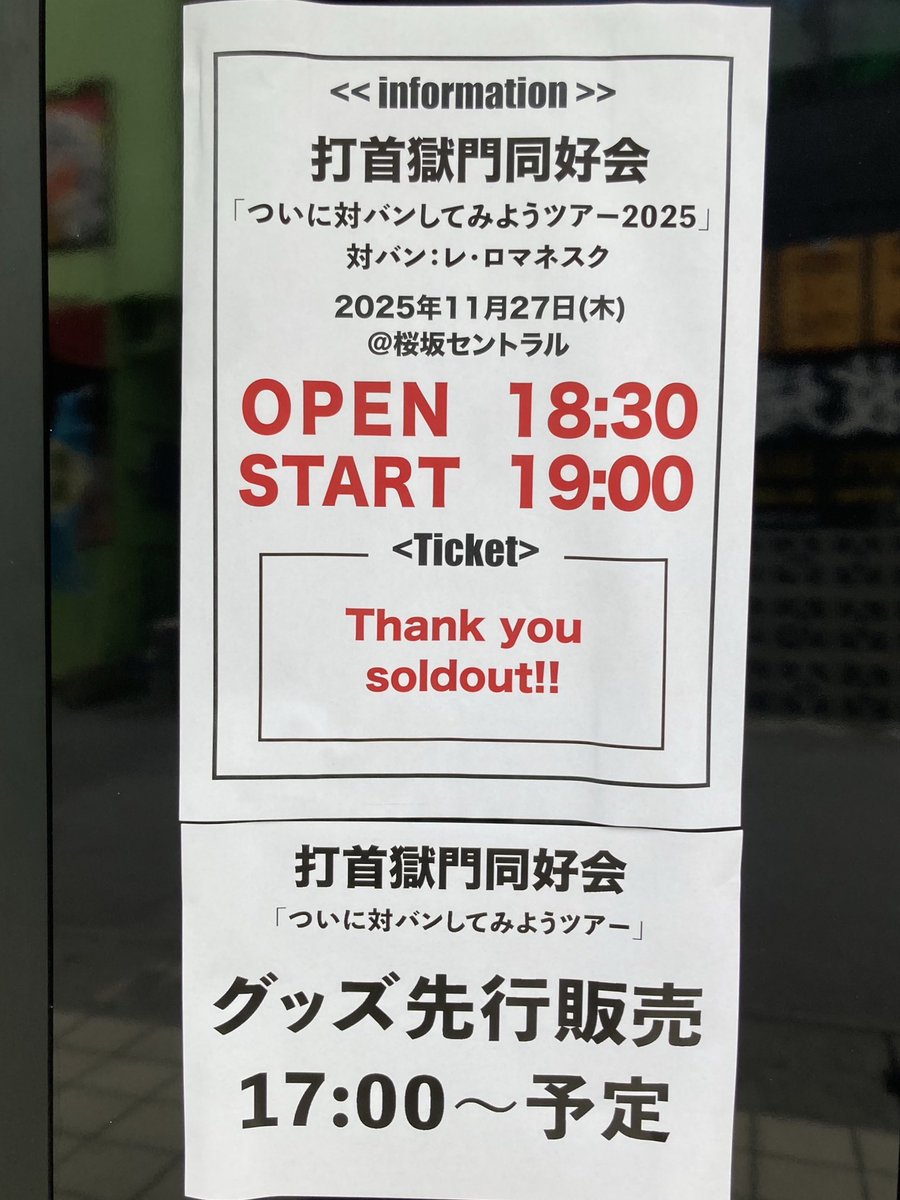 << information >>
打首獄門同好会
「ついに対バンしてみようツアー2025」
対バン：レ・ロマネスク
2025年11月27日(木)
@桜坂セントラル
OPEN 18:30
START 19:00
<Ticket>
Thank you
soldout!!
打首獄門同好会
「ついに対バンしてみようツアー」
グッズ先行販売
17:00〜予定